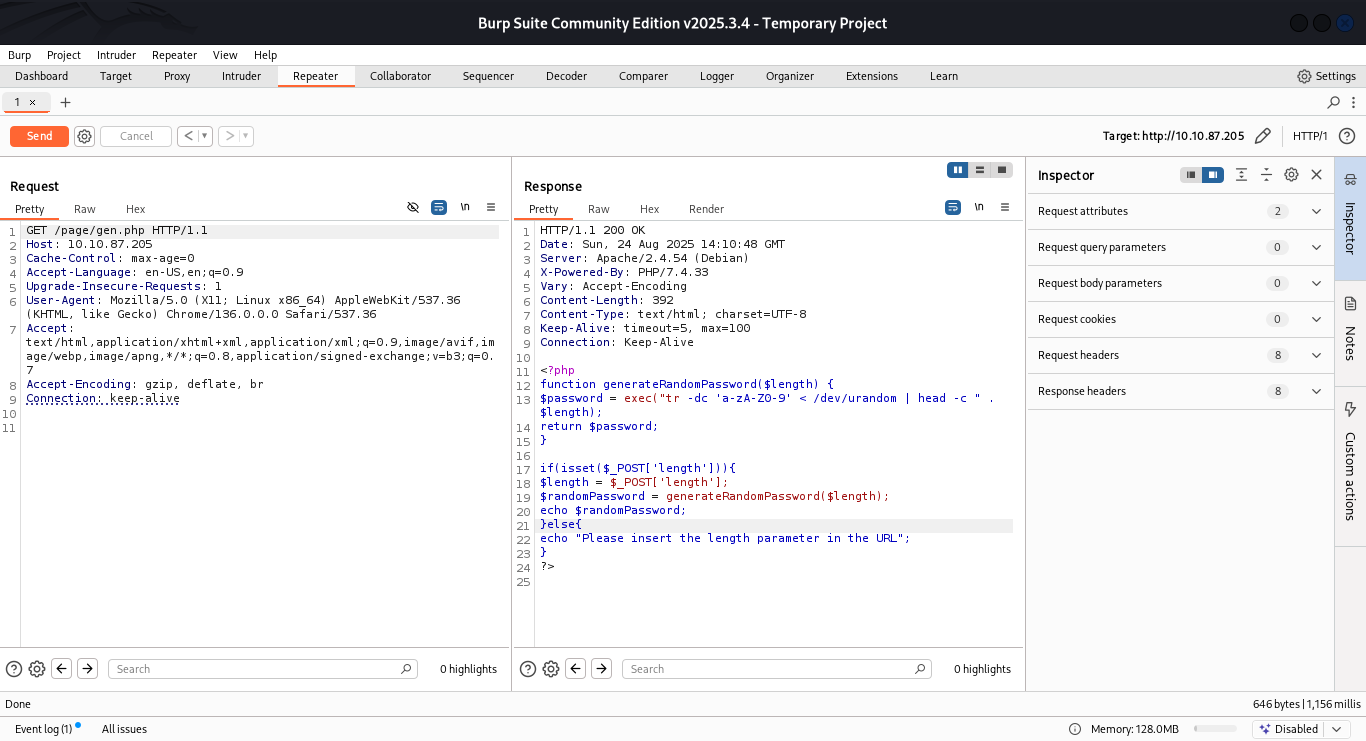 Burp Suite Community Edition v2025.3.4 - Temporary Project
Burp Project Intruder Repeater View Help
Dashboard Target Proxy Intruder Repeater Collaborator Sequencer Decoder Comparer Logger Organizer Extensions Learn Settings
1 × +
Send Cancel < > Target: http://10.10.87.205 HTTP/1
Request
Pretty Raw Hex \n
1 GET /page/gen.php HTTP/1.1
2 Host: 10.10.87.205
3 Cache-Control: max-age=0
4 Accept-Language: en-US,en;q=0.9
5 Upgrade-Insecure-Requests: 1
6 User-Agent: Mozilla/5.0 (X11; Linux x86_64) AppleWebKit/537.36
(KHTML, like Gecko) Chrome/136.0.0.0 Safari/537.36
7 Accept:
text/html,application/xhtml+xml,application/xml;q=0.9,image/avif,im
age/webp,image/apng,*/*;q=0.8,application/signed-exchange;v=b3;q=0.
7
8 Accept-Encoding: gzip, deflate, br
9 Connection: keep-alive
10
11
Search 0 highlights
Response
Pretty Raw Hex Render \n
1 HTTP/1.1 200 OK
2 Date: Sun, 24 Aug 2025 14:10:48 GMT
3 Server: Apache/2.4.54 (Debian)
4 X-Powered-By: PHP/7.4.33
5 Vary: Accept-Encoding
6 Content-Length: 392
7 Content-Type: text/html; charset=UTF-8
8 Keep-Alive: timeout=5, max=100
9 Connection: Keep-Alive
10
11 <?php
12 function generateRandomPassword($length) {
13 $password = exec("tr -dc 'a-zA-Z0-9' < /dev/urandom | head -c " .
$length);
14 return $password;
15 }
16
17 if(isset($_POST['length'])){
18 $length = $_POST['length'];
19 $randomPassword = generateRandomPassword($length);
20 echo $randomPassword;
21 }else{
22 echo "Please insert the length parameter in the URL";
23 }
24 ?>
25
Search 0 highlights
Inspector
Request attributes 2
Request query parameters 0
Request body parameters 0
Request cookies 0
Request headers 8
Response headers 8
Inspector
Notes
Custom actions
Done 646 bytes | 1,156 millis
Event log (1) All issues Memory: 128.0MB Disabled